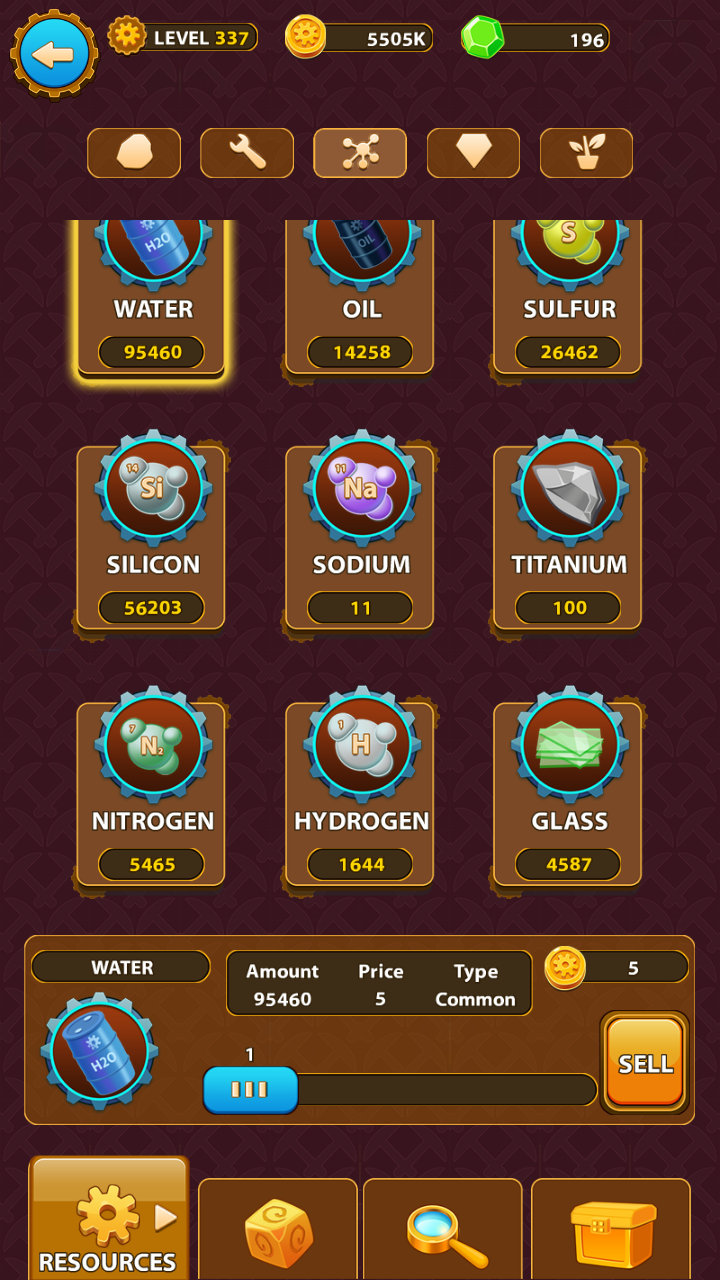 LEVEL 337
5505K
196
H2O
OIL
S
WATER
OIL
SULFUR
95460
14258
26462
14
Si
11
Na
SILICON
SODIUM
TITANIUM
56203
11
100
7
N₂
1
H
NITROGEN
HYDROGEN
GLASS
5465
1644
4587
WATER
Amount Price Type
95460 5 Common
5
H2O
1
SELL
RESOURCES